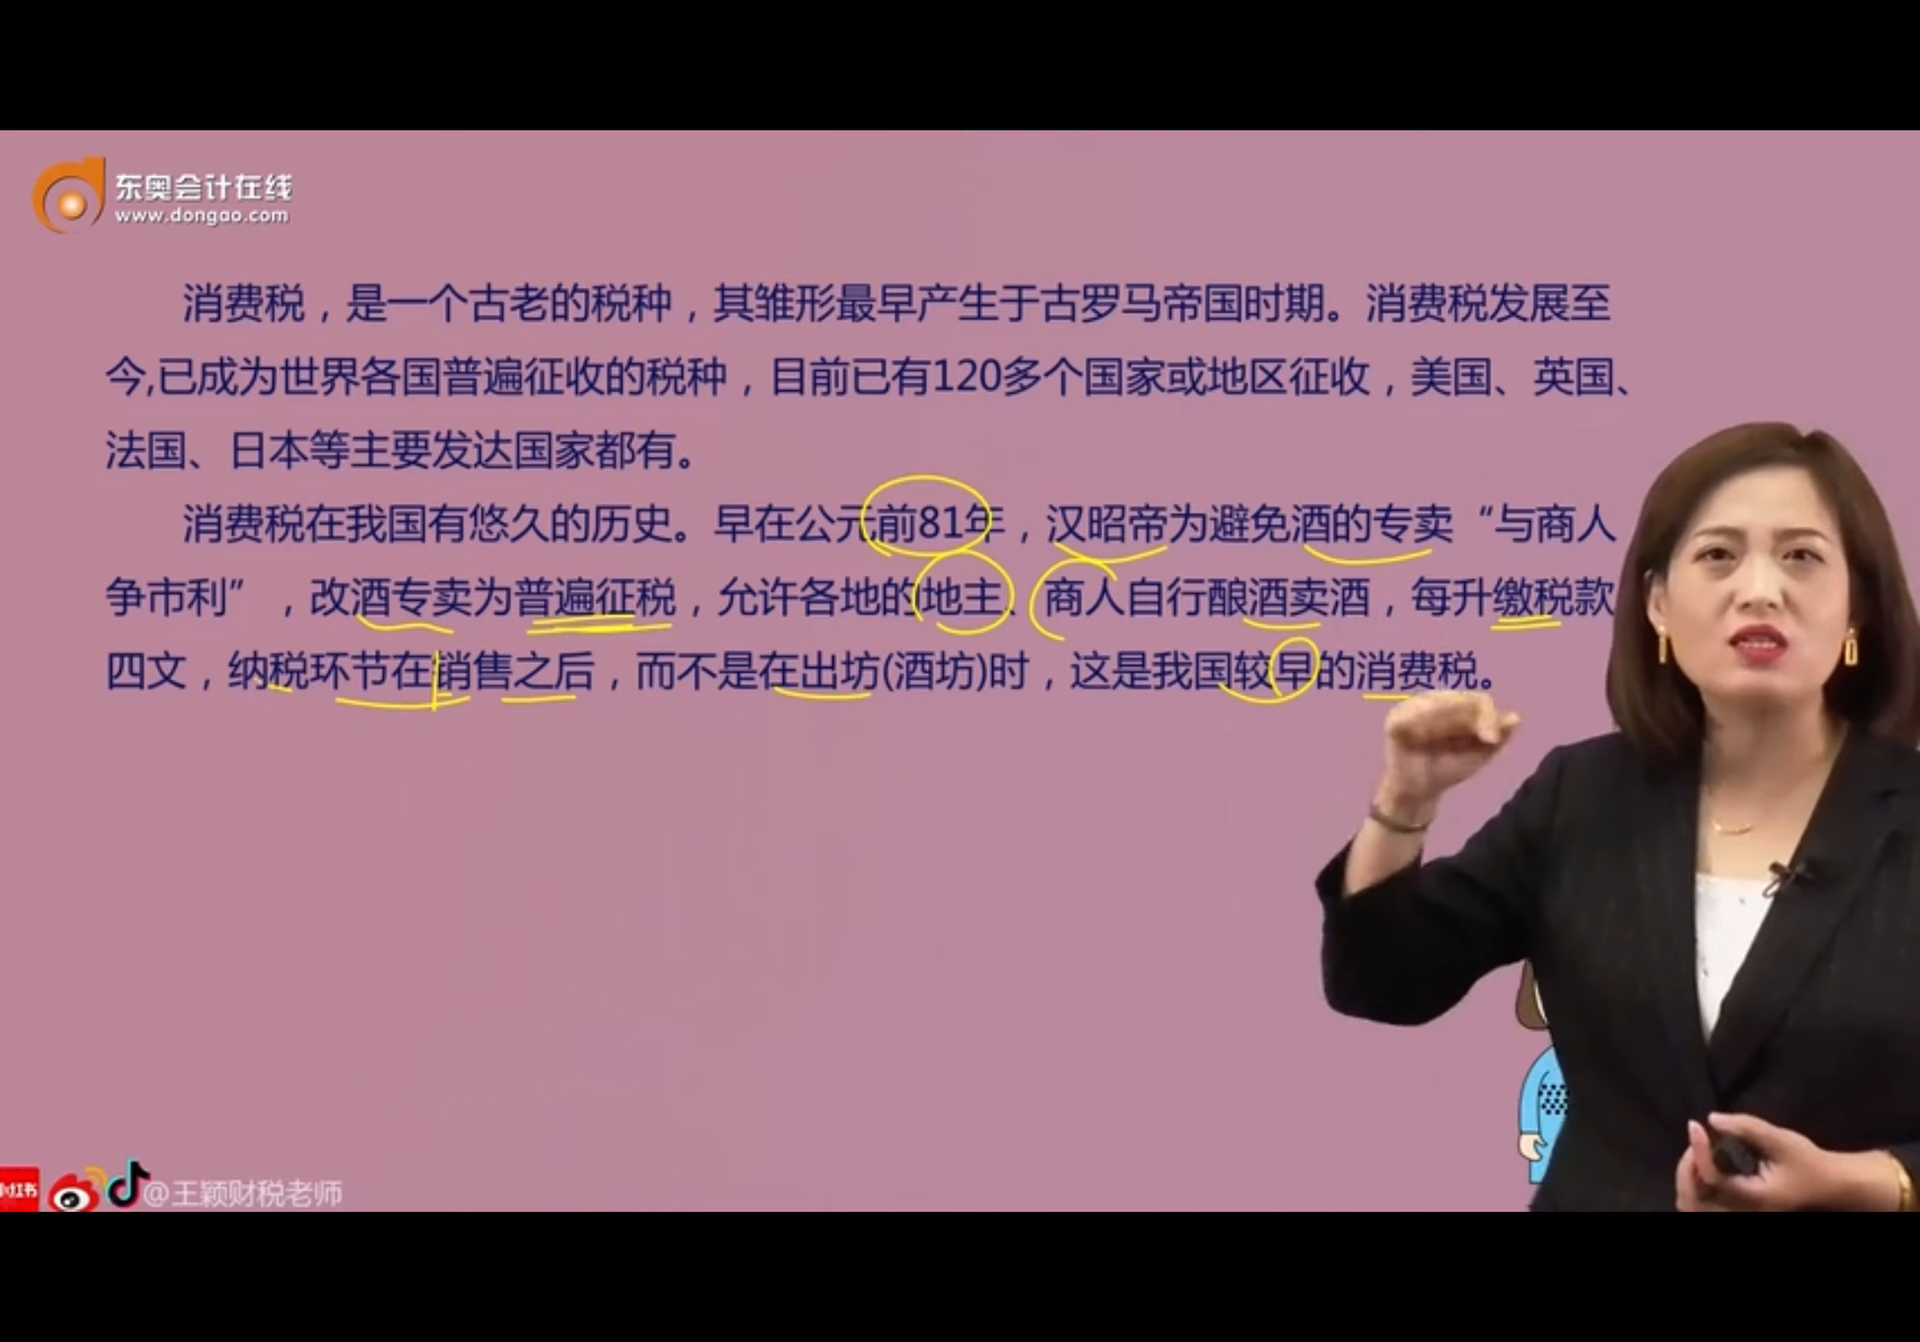 东奥会计在线
www.dongao.com
消费税，是一个古老的税种，其雏形最早产生于古罗马帝国时期。消费税发展至
今,已成为世界各国普遍征收的税种，目前已有120多个国家或地区征收，美国、英国、
法国、日本等主要发达国家都有。
消费税在我国有悠久的历史。早在公元前81年，汉昭帝为避免酒的专卖“与商人
争市利”，改酒专卖为普遍征税，允许各地的地主、商人自行酿酒卖酒，每升缴税款
四文，纳税环节在销售之后，而不是在出坊(酒坊)时，这是我国较早的消费税。
小红书
@王颖财税老师